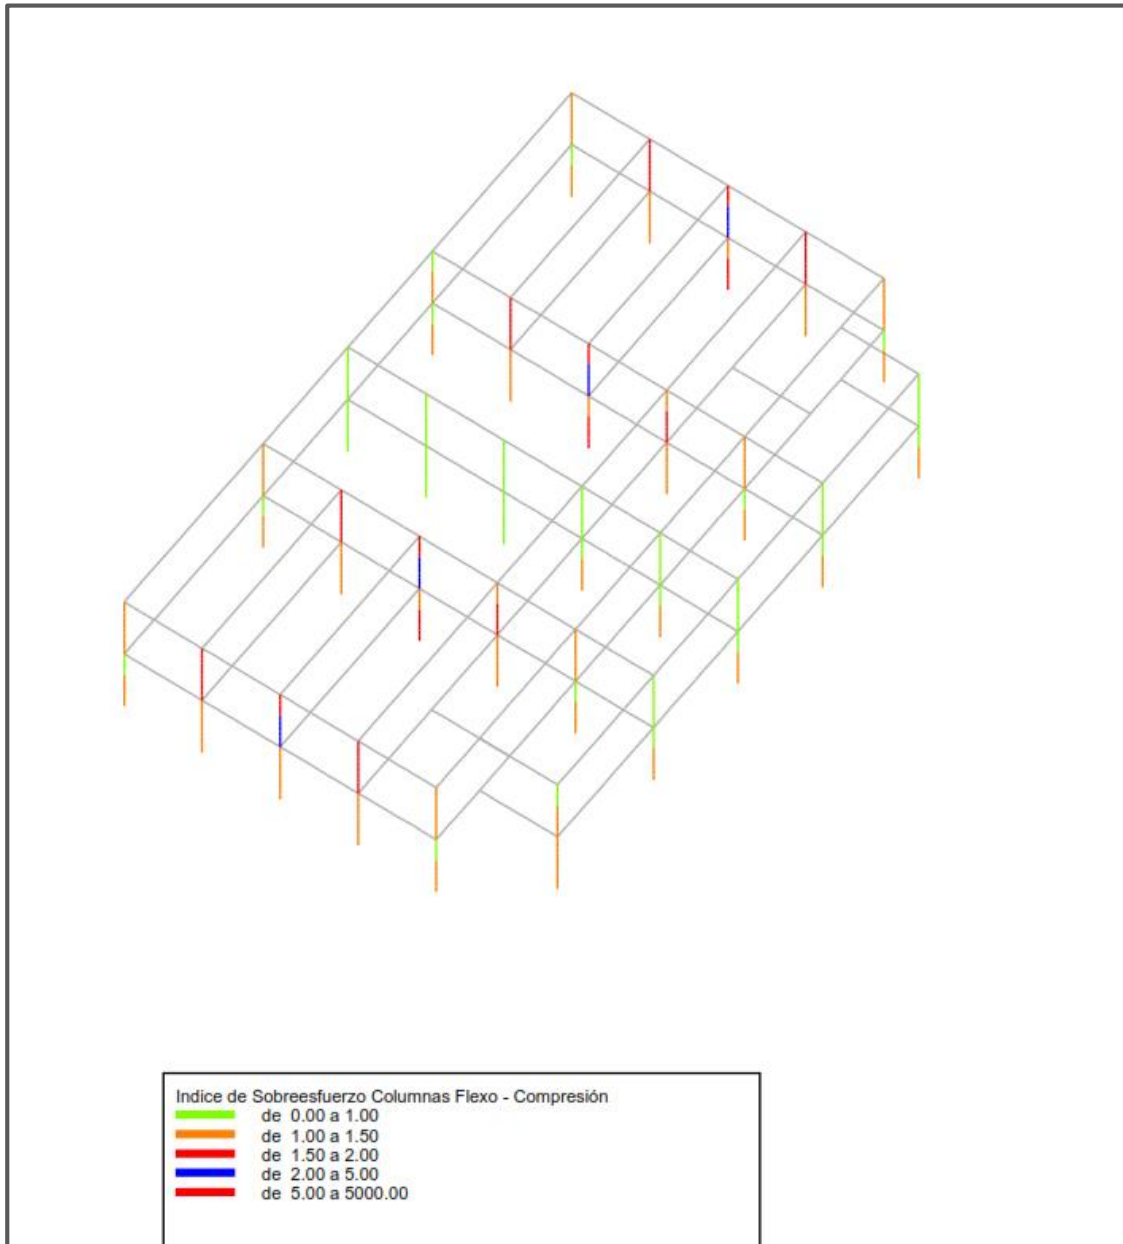 Indice de Sobreesfuerzo Columnas Flexo - Compresión
de 0.00 a 1.00
de 1.00 a 1.50
de 1.50 a 2.00
de 2.00 a 5.00
de 5.00 a 5000.00